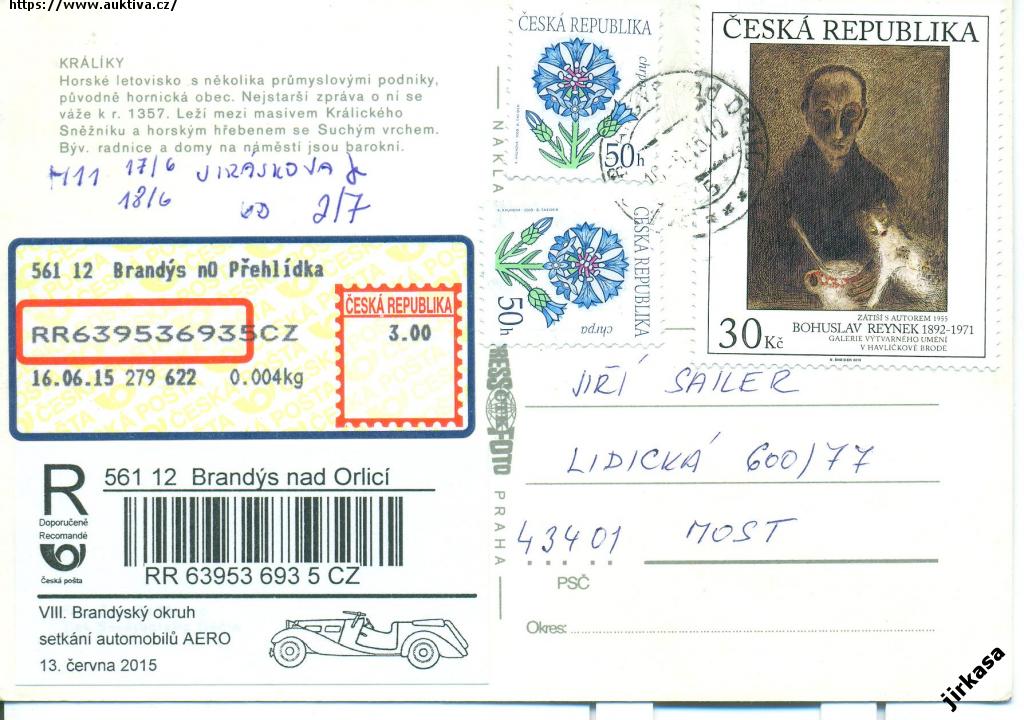 https://www.auktiva.cz/
KRÁLÍKY
Horské letovisko s několika průmyslovými podniky,
původně hornická obec. Nejstarší zpráva o ní se
váže k r. 1357. Leží mezi masívem Králického
Sněžníku a horským hřebenem se Suchým vrchem.
Býv. radnice a domy na náměstí jsou barokní.
17/6 JIRÁSKOVA
18/6 2/7
561 12 Brandýs nO Přehlídka
RR639536935CZ
16.06.15 279 622 0.004kg
ČESKÁ REPUBLIKA
3.00
R
Doporučeně
Recomandé
Česká pošta
561 12 Brandýs nad Orlicí
RR 63953 693 5 CZ
VIII. Brandýský okruh
setkání automobilů AERO
13. června 2015
ČESKÁ REPUBLIKA
chrpa
50h
ČESKÁ REPUBLIKA
chrpa
50h
ČESKÁ REPUBLIKA
ZÁTIŠÍ S AUTOREM 1955
BOHUSLAV REYNEK 1892-1971
GALERIE VÝTVARNÉHO UMĚNÍ
V HAVLÍČKOVĚ BRODĚ
30 Kč
NAKLA
FOTO
PRAHA
JIŘÍ SAILER
LIDICKÁ 600/77
43401 MOST
PSČ
Okres:
jirkasa